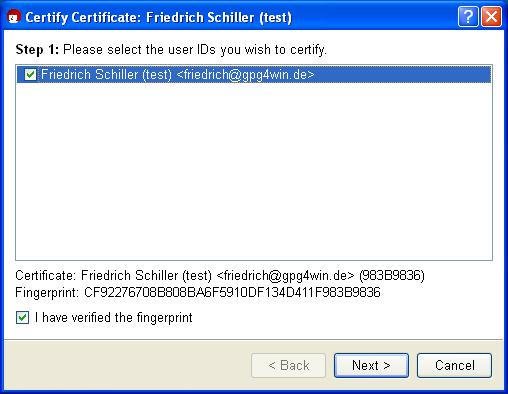 Certify Certificate: Friedrich Schiller (test)
Step 1: Please select the user IDs you wish to certify.
Friedrich Schiller (test) <friedrich@gpg4win.de>
Certificate: Friedrich Schiller (test) <friedrich@gpg4win.de> (983B9836)
Fingerprint: CF92276708B808BA6F5910DF134D411F983B9836
I have verified the fingerprint
< Back Next > Cancel